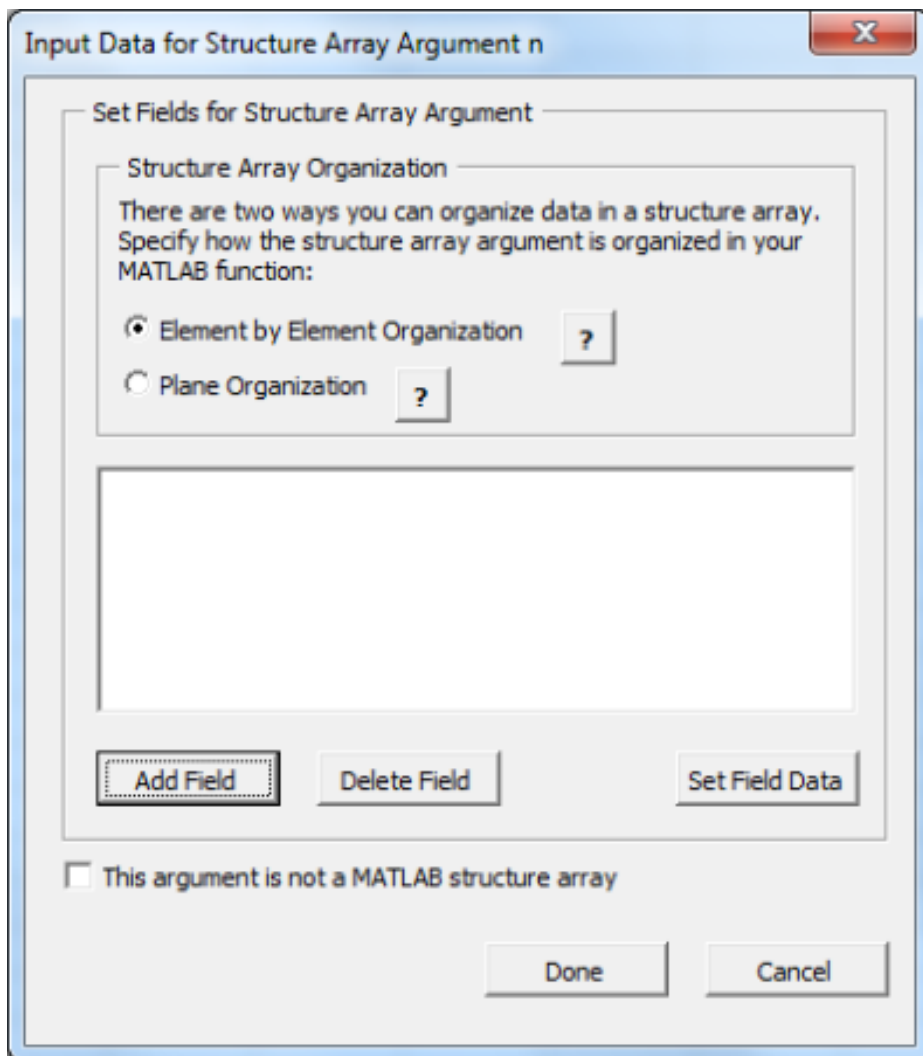 Input Data for Structure Array Argument n
Set Fields for Structure Array Argument
Structure Array Organization
There are two ways you can organize data in a structure array.
Specify how the structure array argument is organized in your
MATLAB function:
Element by Element Organization ?
Plane Organization ?
Add Field Delete Field Set Field Data
This argument is not a MATLAB structure array
Done Cancel